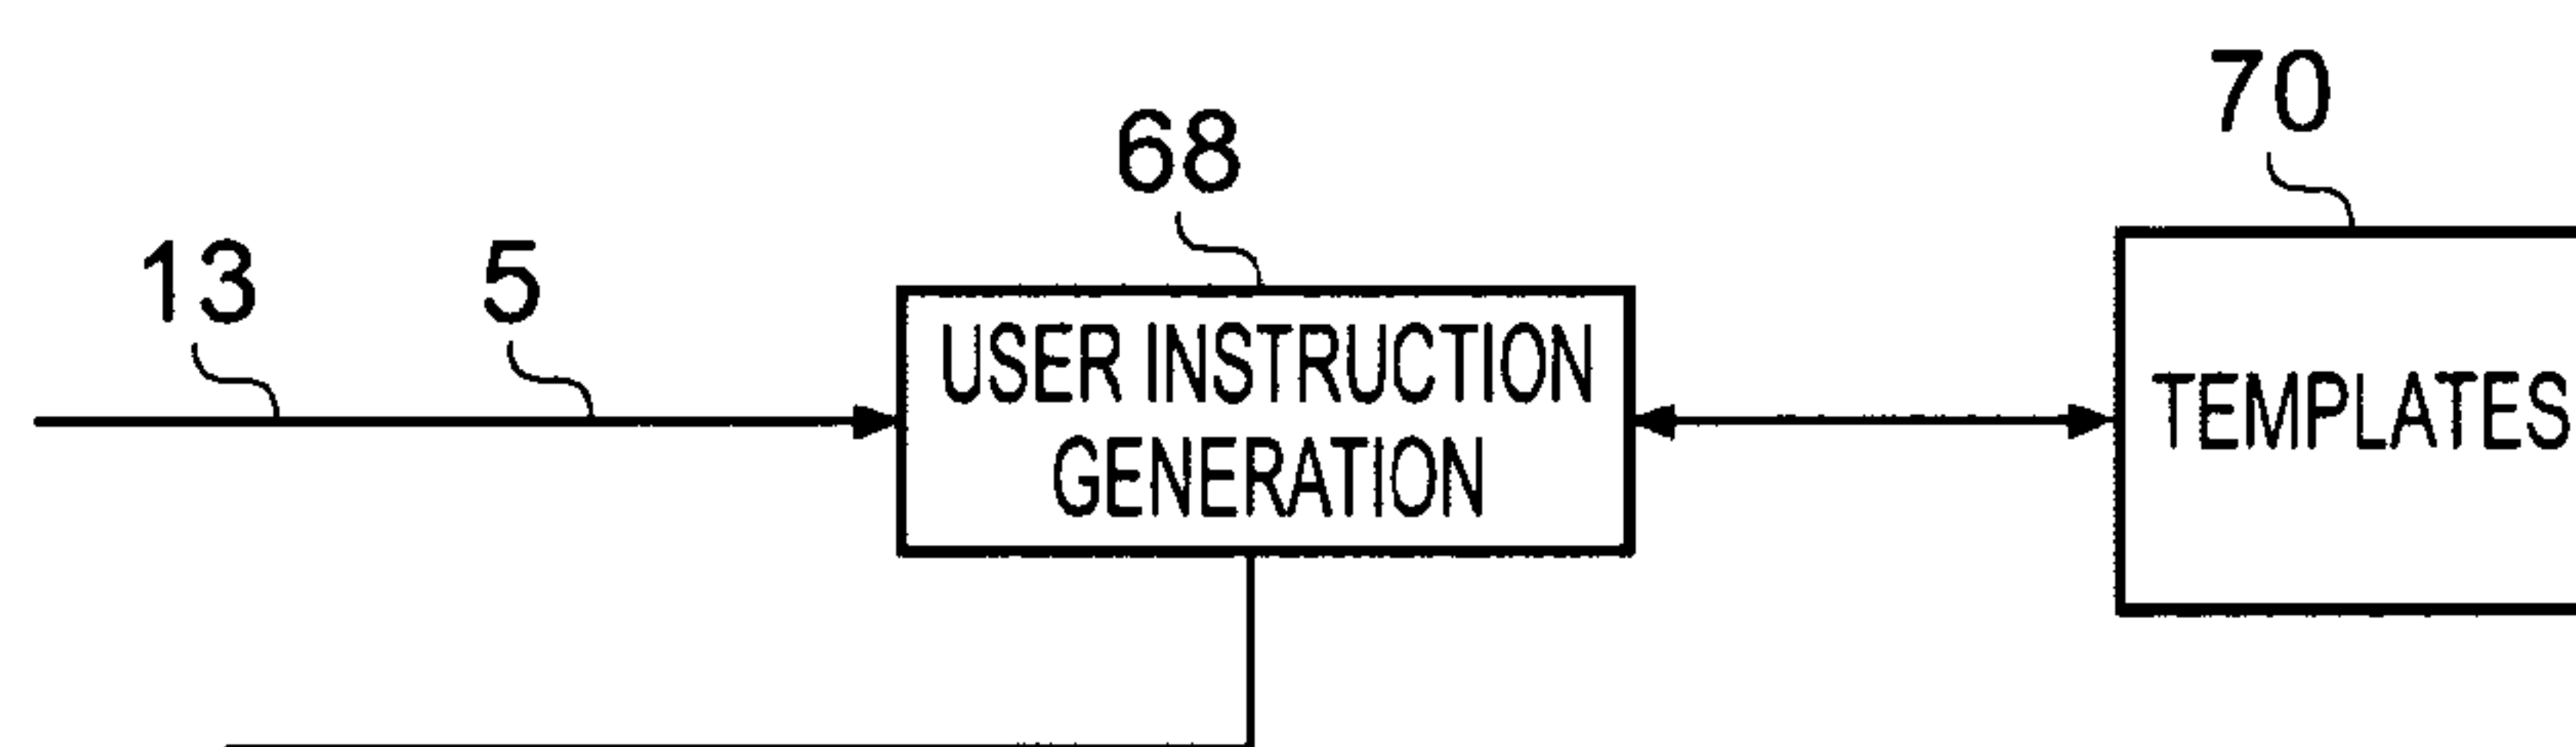 70
68
13
5
USER INSTRUCTION
GENERATION
TEMPLATES